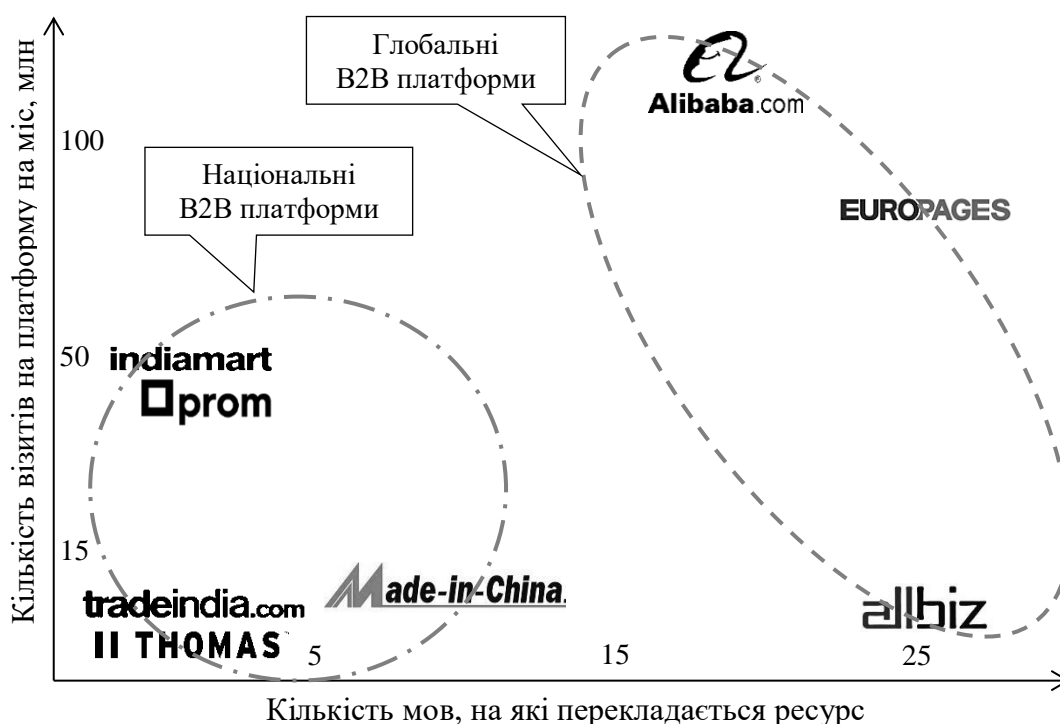 Кількість візитів на платформу на міс, млн
Глобальні
B2B платформи
Alibaba.com
100
Національні
B2B платформи
EUROPAGES
50
indiamart
prom
15
Made-in-China.
tradeindia.com
THOMAS
allbiz
5
15
25
Кількість мов, на які перекладається ресурс